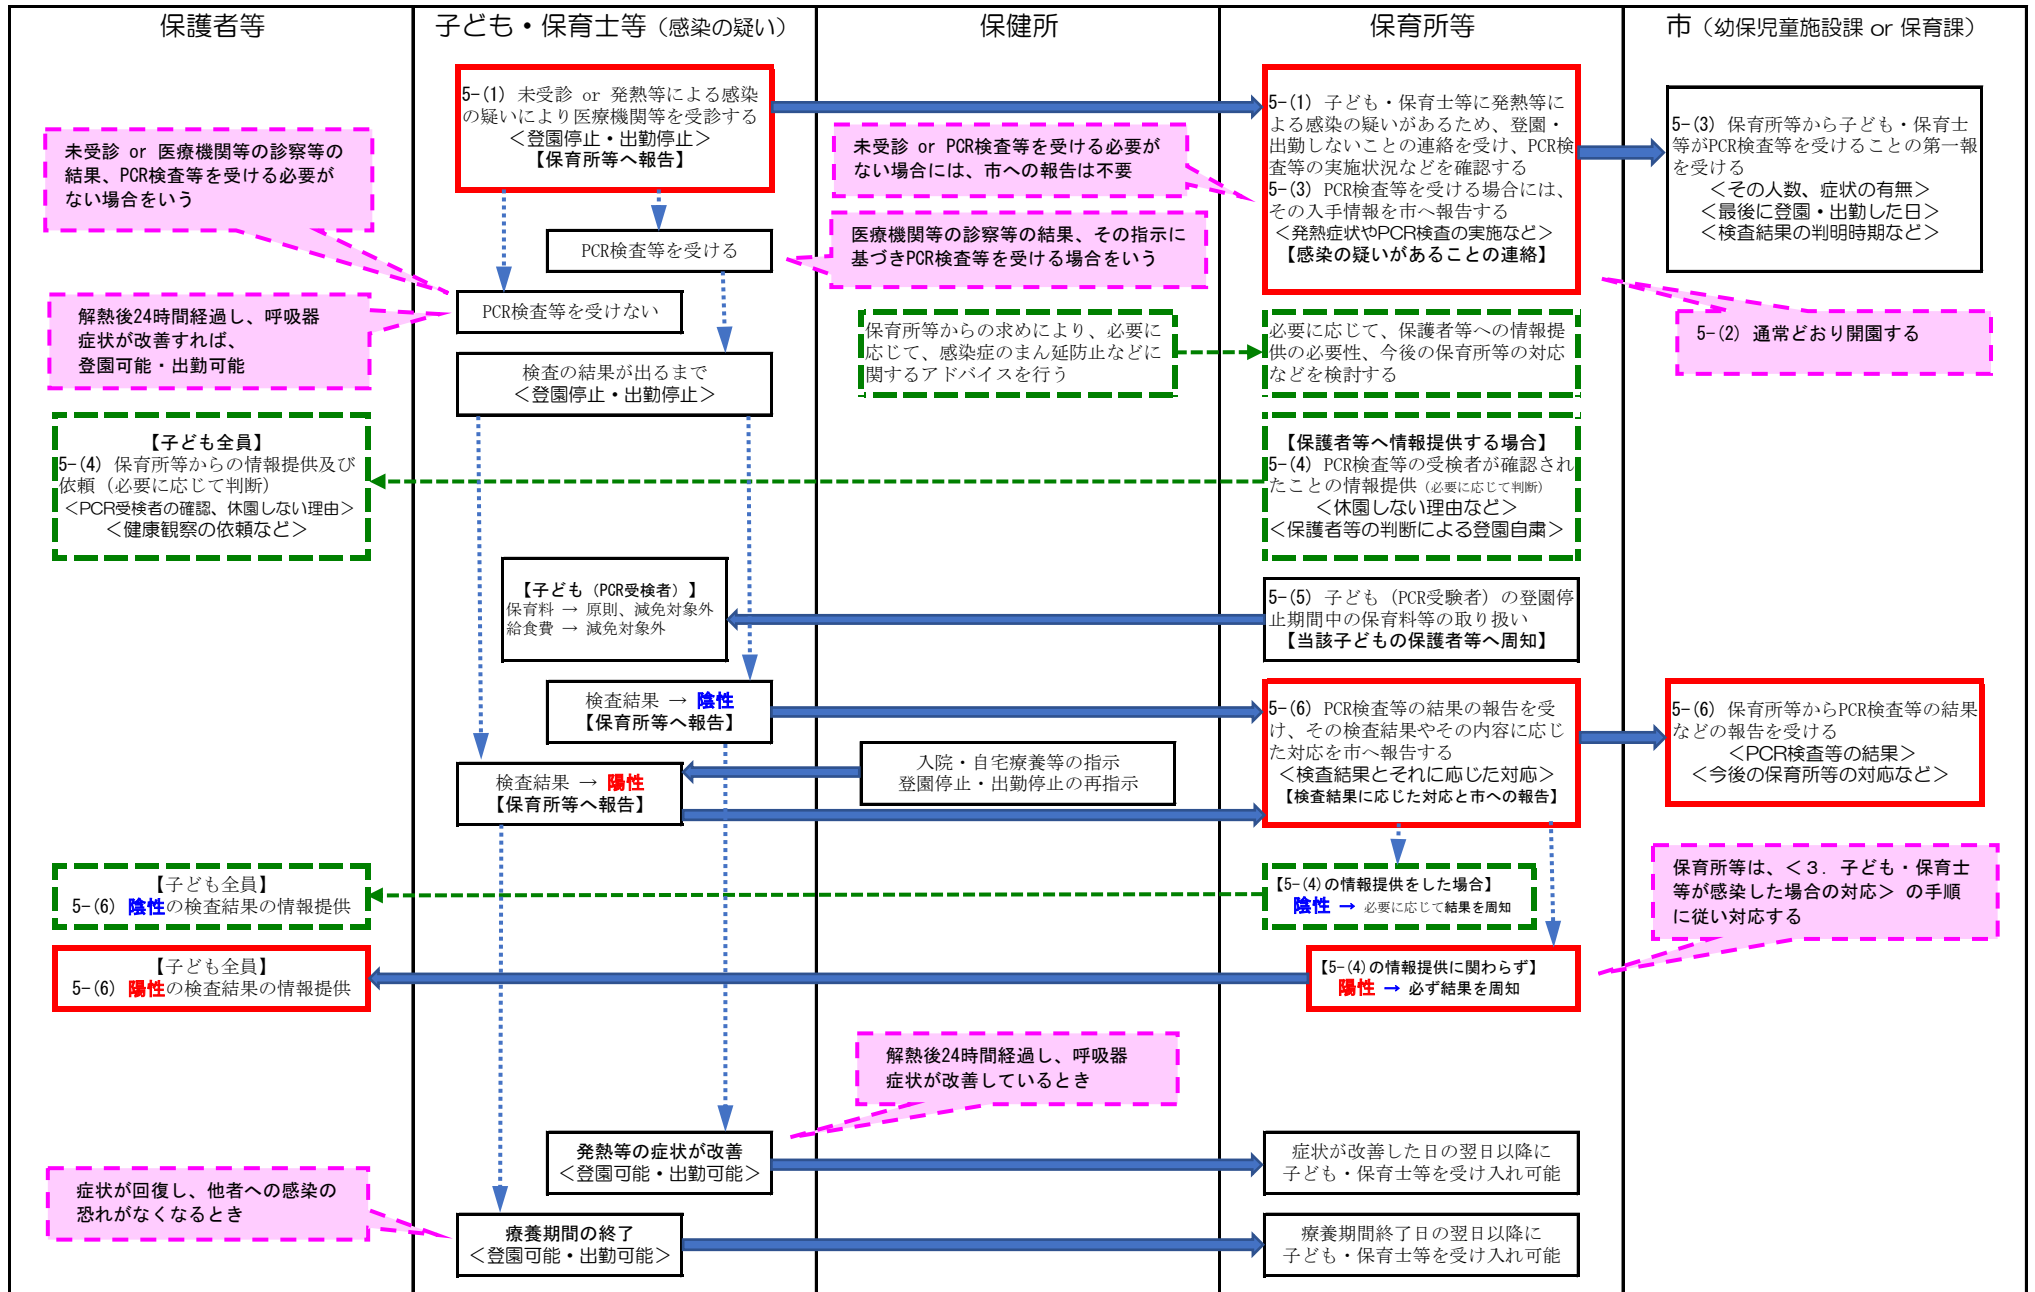 保護者等
子ども・保育士等（感染の疑い）
保健所
保育所等
市（幼保児童施設課 or 保育課）
5-(1) 未受診 or 発熱等による感染
の疑いにより医療機関等を受診する
＜登園停止・出勤停止＞
【保育所等へ報告】
5-(1) 子ども・保育士等に発熱等に
よる感染の疑いがあるため、登園・
出勤しないことの連絡を受け、PCR検
査等の実施状況などを確認する
5-(3) PCR検査等を受ける場合には、
その入手情報を市へ報告する
＜発熱症状やPCR検査の実施など＞
【感染の疑いがあることの連絡】
5-(3) 保育所等から子ども・保育士
等がPCR検査等を受けることの第一報
を受ける
＜その人数、症状の有無＞
＜最後に登園・出勤した日＞
＜検査結果の判明時期など＞
未受診 or 医療機関等の診察等の
結果、PCR検査等を受ける必要が
ない場合をいう
未受診 or PCR検査等を受ける必要が
ない場合には、市への報告は不要
PCR検査等を受ける
医療機関等の診察等の結果、その指示に
基づきPCR検査等を受ける場合をいう
PCR検査等を受けない
解熱後24時間経過し、呼吸器
症状が改善すれば、
登園可能・出勤可能
検査の結果が出るまで
＜登園停止・出勤停止＞
保育所等からの求めにより、必要に
応じて、感染症のまん延防止などに
関するアドバイスを行う
必要に応じて、保護者等への情報提
供の必要性、今後の保育所等の対応
などを検討する
5-(2) 通常どおり開園する
【子ども全員】
5-(4) 保育所等からの情報提供及び
依頼（必要に応じて判断）
＜PCR受検者の確認、休園しない理由＞
＜健康観察の依頼など＞
【保護者等へ情報提供する場合】
5-(4) PCR検査等の受検者が確認され
たことの情報提供（必要に応じて判断）
＜休園しない理由など＞
＜保護者等の判断による登園自粛＞
【子ども（PCR受検者）】
保育料 → 原則、減免対象外
給食費 → 減免対象外
5-(5) 子ども（PCR受験者）の登園停
止期間中の保育料等の取り扱い
【当該子どもの保護者等へ周知】
検査結果 → 陰性
【保育所等へ報告】
5-(6) PCR検査等の結果の報告を受
け、その検査結果やその内容に応じ
た対応を市へ報告する
＜検査結果とそれに応じた対応＞
【検査結果に応じた対応と市への報告】
5-(6) 保育所等からPCR検査等の結果
などの報告を受ける
＜PCR検査等の結果＞
＜今後の保育所等の対応など＞
入院・自宅療養等の指示
登園停止・出勤停止の再指示
検査結果 → 陽性
【保育所等へ報告】
【子ども全員】
5-(6) 陰性の検査結果の情報提供
【5-(4)の情報提供をした場合】
陰性 → 必要に応じて結果を周知
保育所等は、＜３．子ども・保育士
等が感染した場合の対応＞ の手順
に従い対応する
【子ども全員】
5-(6) 陽性の検査結果の情報提供
【5-(4)の情報提供に関わらず】
陽性 → 必ず結果を周知
解熱後24時間経過し、呼吸器
症状が改善しているとき
発熱等の症状が改善
＜登園可能・出勤可能＞
症状が改善した日の翌日以降に
子ども・保育士等を受け入れ可能
症状が回復し、他者への感染の
恐れがなくなるとき
療養期間の終了
＜登園可能・出勤可能＞
療養期間終了日の翌日以降に
子ども・保育士等を受け入れ可能